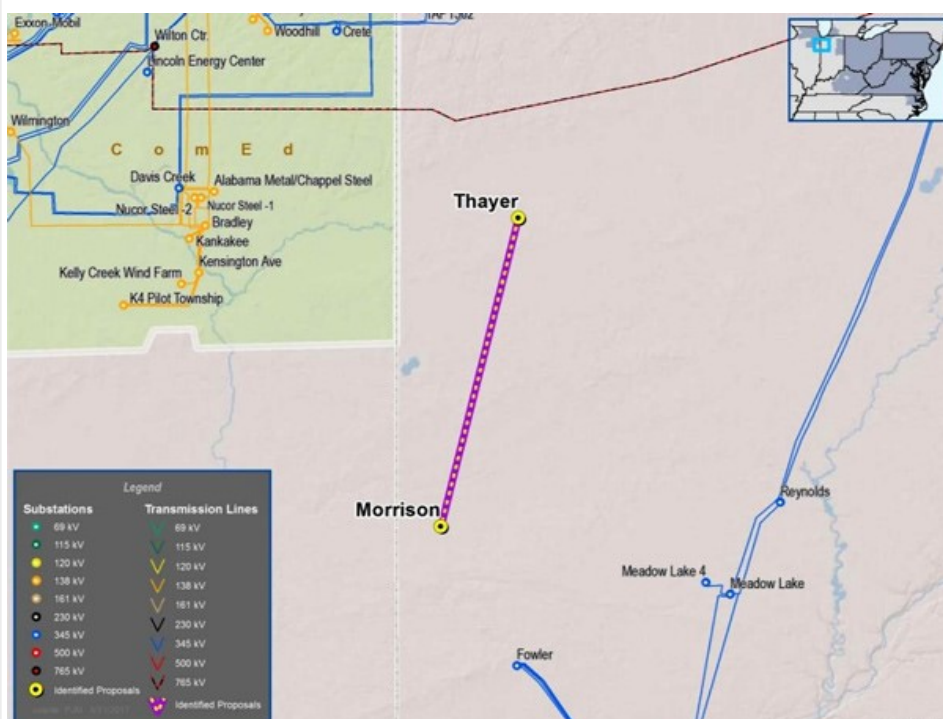 Exxon-Mobil
Wilton Ctr.
Woodhill
Crete
Lincoln Energy Center
Wilmington
C o m E d
Davis Creek
Alabama Metal/Chappel Steel
Nucor Steel -2
Nucor Steel -1
Bradley
Kankakee
Kensington Ave
Kelly Creek Wind Farm
K4 Pilot Township
Thayer
Morrison
Reynolds
Meadow Lake 4
Meadow Lake
Fowler
Legend
Substations
69 kV
115 kV
120 kV
138 kV
161 kV
230 kV
345 kV
500 kV
765 kV
Identified Proposals
Transmission Lines
69 kV
115 kV
120 kV
138 kV
161 kV
230 kV
345 kV
500 kV
765 kV
Identified Proposals